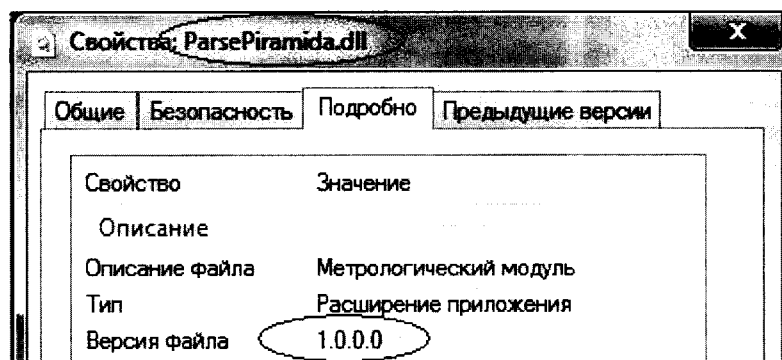 Свойства: ParsePiramida.dll
x
Общие Безопасность Подробно Предыдущие версии
Свойство Значение
Описание
Описание файла Метрологический модуль
Тип Расширение приложения
Версия файла 1.0.0.0